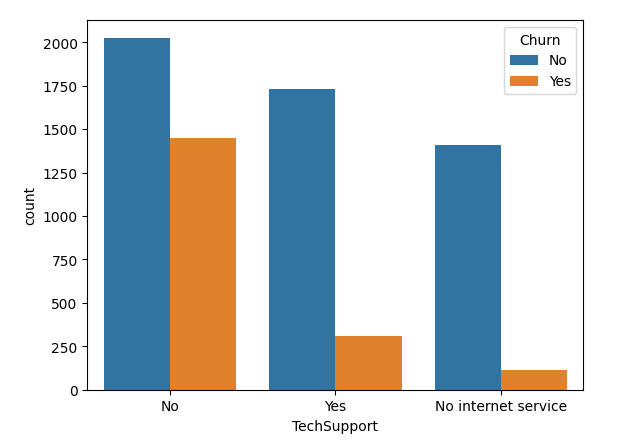 2000
1750
1500
1250
1000
750
500
250
0
count
Churn
No
Yes
No
Yes
No internet service
TechSupport